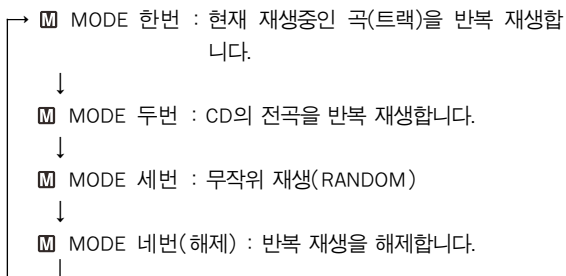 M MODE 한번 : 현재 재생중인 곡(트랙)을 반복 재생합
니다.
M MODE 두번 : CD의 전곡을 반복 재생합니다.
M MODE 세번 : 무작위 재생(RANDOM)
M MODE 네번(해제) : 반복 재생을 해제합니다.